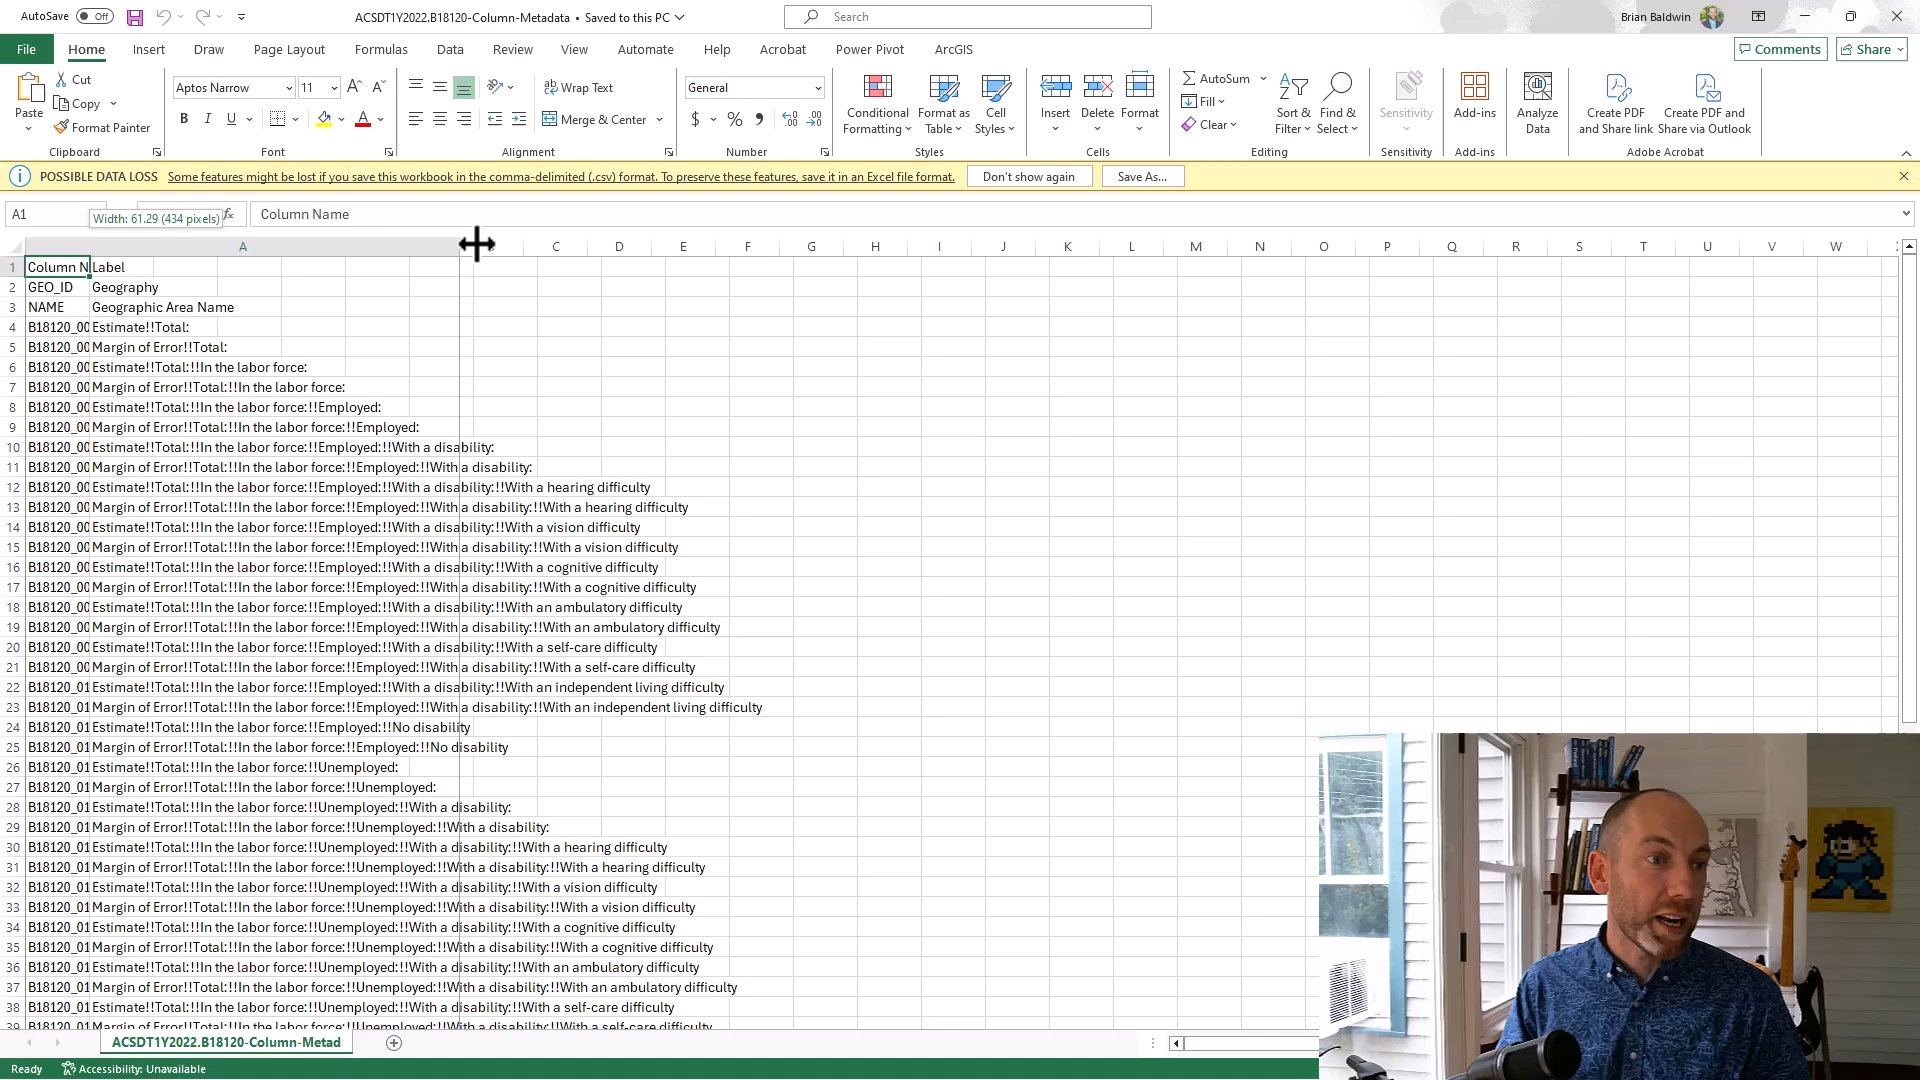 AutoSave Off ACSDT1Y2022.B18120-Column-Metadata • Saved to this PC Search Brian Baldwin
File Home Insert Draw Page Layout Formulas Data Review View Automate Help Acrobat Power Pivot ArcGIS Comments Share
Paste Cut Copy Format Painter Clipboard
Aptos Narrow 11 B I U A Font
Wrap Text Merge & Center Alignment
General $ % Number
Conditional Formatting Format as Table Cell Styles Styles
Insert Delete Format Cells
AutoSum Fill Clear Sort & Filter Find & Select Editing
Sensitivity Sensitivity
Add-ins Add-ins
Analyze Data
Create PDF and Share link Create PDF and Share via Outlook Adobe Acrobat
POSSIBLE DATA LOSS Some features might be lost if you save this workbook in the comma-delimited (.csv) format. To preserve these features, save it in an Excel file format. Don't show again Save As...
A1 Width: 61.29 (434 pixels) fx Column Name
A C D E F G H I J K L M N O P Q R S T U V W
1 Column N Label
2 GEO_ID Geography
3 NAME Geographic Area Name
4 B18120_00 Estimate!!Total:
5 B18120_00 Margin of Error!!Total:
6 B18120_00 Estimate!!Total:!!In the labor force:
7 B18120_00 Margin of Error!!Total:!!In the labor force:
8 B18120_00 Estimate!!Total:!!In the labor force:!!Employed:
9 B18120_00 Margin of Error!!Total:!!In the labor force:!!Employed:
10 B18120_00 Estimate!!Total:!!In the labor force:!!Employed:!!With a disability:
11 B18120_00 Margin of Error!!Total:!!In the labor force:!!Employed:!!With a disability:
12 B18120_00 Estimate!!Total:!!In the labor force:!!Employed:!!With a disability:!!With a hearing difficulty
13 B18120_00 Margin of Error!!Total:!!In the labor force:!!Employed:!!With a disability:!!With a hearing difficulty
14 B18120_00 Estimate!!Total:!!In the labor force:!!Employed:!!With a disability:!!With a vision difficulty
15 B18120_00 Margin of Error!!Total:!!In the labor force:!!Employed:!!With a disability:!!With a vision difficulty
16 B18120_00 Estimate!!Total:!!In the labor force:!!Employed:!!With a disability:!!With a cognitive difficulty
17 B18120_00 Margin of Error!!Total:!!In the labor force:!!Employed:!!With a disability:!!With a cognitive difficulty
18 B18120_00 Estimate!!Total:!!In the labor force:!!Employed:!!With a disability:!!With an ambulatory difficulty
19 B18120_00 Margin of Error!!Total:!!In the labor force:!!Employed:!!With a disability:!!With an ambulatory difficulty
20 B18120_00 Estimate!!Total:!!In the labor force:!!Employed:!!With a disability:!!With a self-care difficulty
21 B18120_00 Margin of Error!!Total:!!In the labor force:!!Employed:!!With a disability:!!With a self-care difficulty
22 B18120_01 Estimate!!Total:!!In the labor force:!!Employed:!!With a disability:!!With an independent living difficulty
23 B18120_01 Margin of Error!!Total:!!In the labor force:!!Employed:!!With a disability:!!With an independent living difficulty
24 B18120_01 Estimate!!Total:!!In the labor force:!!Employed:!!No disability
25 B18120_01 Margin of Error!!Total:!!In the labor force:!!Employed:!!No disability
26 B18120_01 Estimate!!Total:!!In the labor force:!!Unemployed:
27 B18120_01 Margin of Error!!Total:!!In the labor force:!!Unemployed:
28 B18120_01 Estimate!!Total:!!In the labor force:!!Unemployed:!!With a disability:
29 B18120_01 Margin of Error!!Total:!!In the labor force:!!Unemployed:!!With a disability:
30 B18120_01 Estimate!!Total:!!In the labor force:!!Unemployed:!!With a disability:!!With a hearing difficulty
31 B18120_01 Margin of Error!!Total:!!In the labor force:!!Unemployed:!!With a disability:!!With a hearing difficulty
32 B18120_01 Estimate!!Total:!!In the labor force:!!Unemployed:!!With a disability:!!With a vision difficulty
33 B18120_01 Margin of Error!!Total:!!In the labor force:!!Unemployed:!!With a disability:!!With a vision difficulty
34 B18120_01 Estimate!!Total:!!In the labor force:!!Unemployed:!!With a disability:!!With a cognitive difficulty
35 B18120_01 Margin of Error!!Total:!!In the labor force:!!Unemployed:!!With a disability:!!With a cognitive difficulty
36 B18120_01 Estimate!!Total:!!In the labor force:!!Unemployed:!!With a disability:!!With an ambulatory difficulty
37 B18120_01 Margin of Error!!Total:!!In the labor force:!!Unemployed:!!With a disability:!!With an ambulatory difficulty
38 B18120_01 Estimate!!Total:!!In the labor force:!!Unemployed:!!With a disability:!!With a self-care difficulty
39 B18120_01 Margin of Error!!Total:!!In the labor force:!!Unemployed:!!With a disability:!!With a self-care difficulty
ACSDT1Y2022.B18120-Column-Metad
Ready Accessibility: Unavailable